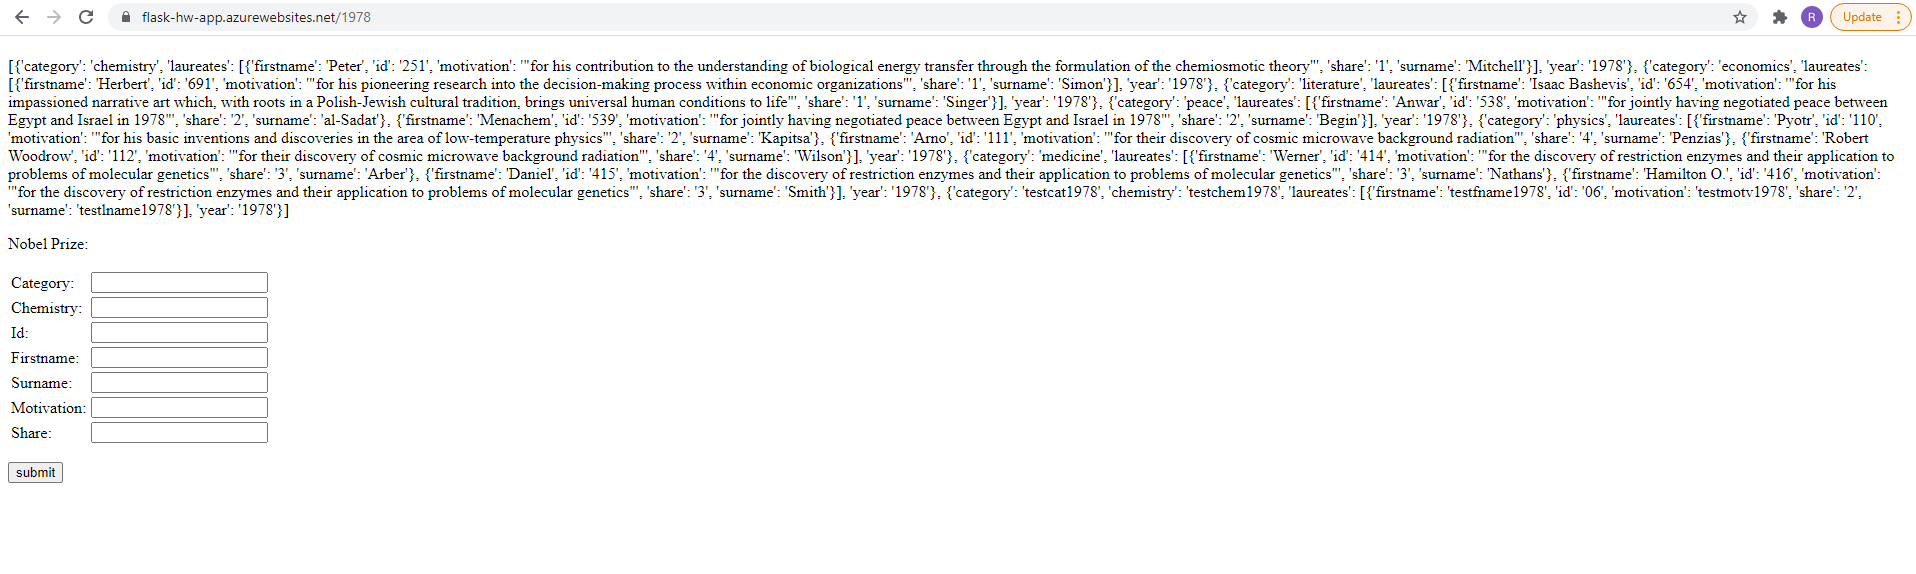 flask-hw-app.azurewebsites.net/1978
R
Update
[{'category': 'chemistry', 'laureates': [{'firstname': 'Peter', 'id': '251', 'motivation': '"for his contribution to the understanding of biological energy transfer through the formulation of the chemiosmotic theory"', 'share': '1', 'surname': 'Mitchell'}], 'year': '1978'}, {'category': 'economics', 'laureates':
[{'firstname': 'Herbert', 'id': '691', 'motivation': '"for his pioneering research into the decision-making process within economic organizations"', 'share': '1', 'surname': 'Simon'}], 'year': '1978'}, {'category': 'literature', 'laureates': [{'firstname': 'Isaac Bashevis', 'id': '654', 'motivation': '"for his
impassioned narrative art which, with roots in a Polish-Jewish cultural tradition, brings universal human conditions to life"', 'share': '1', 'surname': 'Singer'}], 'year': '1978'}, {'category': 'peace', 'laureates': [{'firstname': 'Anwar', 'id': '538', 'motivation': '"for jointly having negotiated peace between
Egypt and Israel in 1978"', 'share': '2', 'surname': 'al-Sadat'}, {'firstname': 'Menachem', 'id': '539', 'motivation': '"for jointly having negotiated peace between Egypt and Israel in 1978"', 'share': '2', 'surname': 'Begin'}], 'year': '1978'}, {'category': 'physics', 'laureates': [{'firstname': 'Pyotr', 'id': '110',
'motivation': '"for his basic inventions and discoveries in the area of low-temperature physics"', 'share': '2', 'surname': 'Kapitsa'}, {'firstname': 'Arno', 'id': '111', 'motivation': '"for their discovery of cosmic microwave background radiation"', 'share': '4', 'surname': 'Penzias'}, {'firstname': 'Robert
Woodrow', 'id': '112', 'motivation': '"for their discovery of cosmic microwave background radiation"', 'share': '4', 'surname': 'Wilson'}], 'year': '1978'}, {'category': 'medicine', 'laureates': [{'firstname': 'Werner', 'id': '414', 'motivation': '"for the discovery of restriction enzymes and their application to
problems of molecular genetics"', 'share': '3', 'surname': 'Arber'}, {'firstname': 'Daniel', 'id': '415', 'motivation': '"for the discovery of restriction enzymes and their application to problems of molecular genetics"', 'share': '3', 'surname': 'Nathans'}, {'firstname': 'Hamilton O.', 'id': '416', 'motivation':
'"for the discovery of restriction enzymes and their application to problems of molecular genetics"', 'share': '3', 'surname': 'Smith'}], 'year': '1978'}, {'category': 'testcat1978', 'chemistry': 'testchem1978', 'laureates': [{'firstname': 'testfname1978', 'id': '06', 'motivation': 'testmotv1978', 'share': '2',
'surname': 'testlname1978'}], 'year': '1978'}]
Nobel Prize:
Category:
Chemistry:
Id:
Firstname:
Surname:
Motivation:
Share:
submit